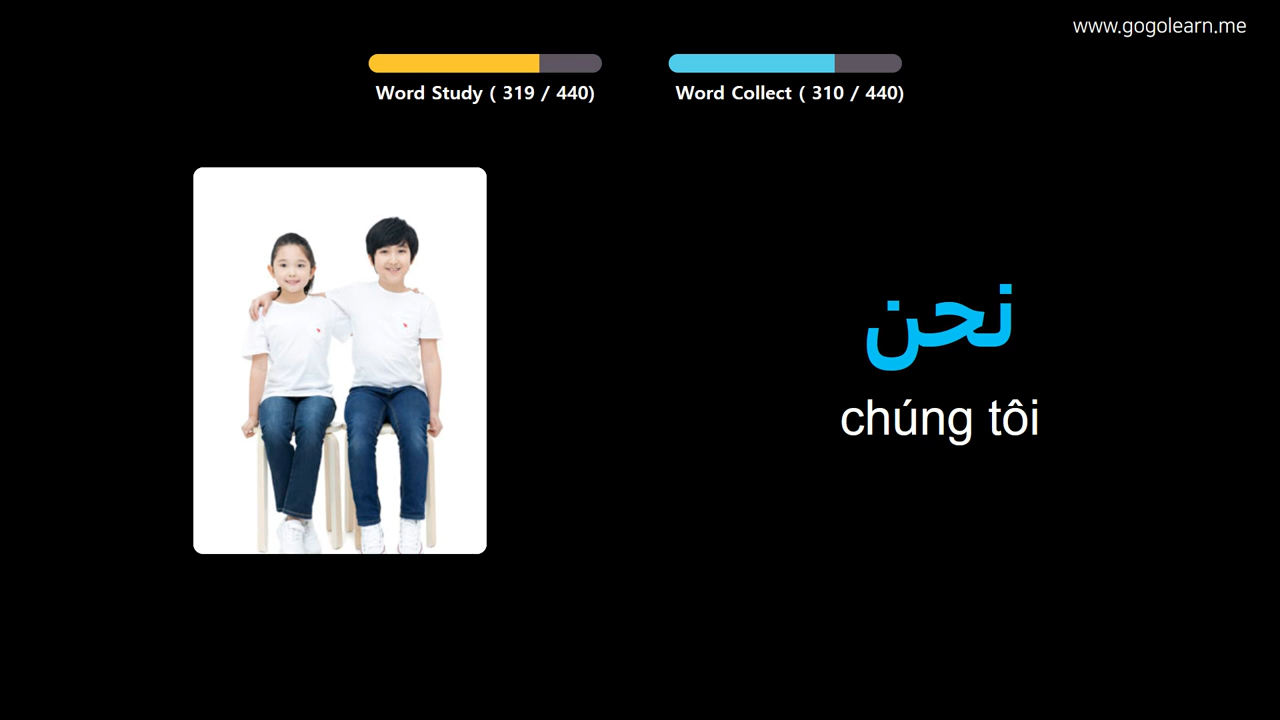 www.gogolearn.me
Word Study ( 319 / 440)
Word Collect ( 310 / 440)
نحن
chúng tôi